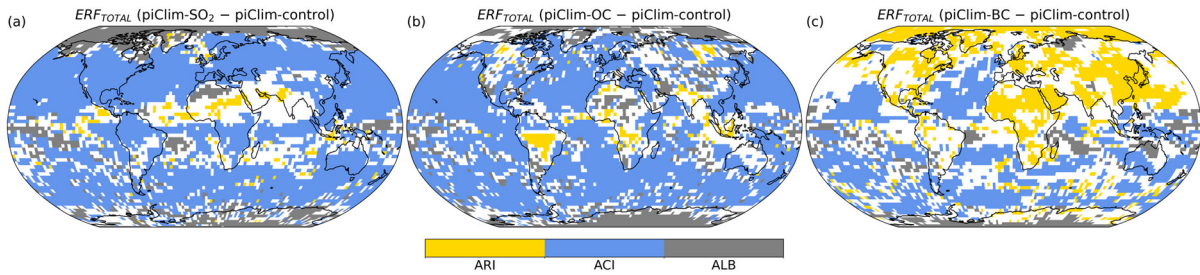 (a) ERF_TOTAL (piClim-SO₂ − piClim-control)
(b) ERF_TOTAL (piClim-OC − piClim-control)
(c) ERF_TOTAL (piClim-BC − piClim-control)
ARI ACI ALB